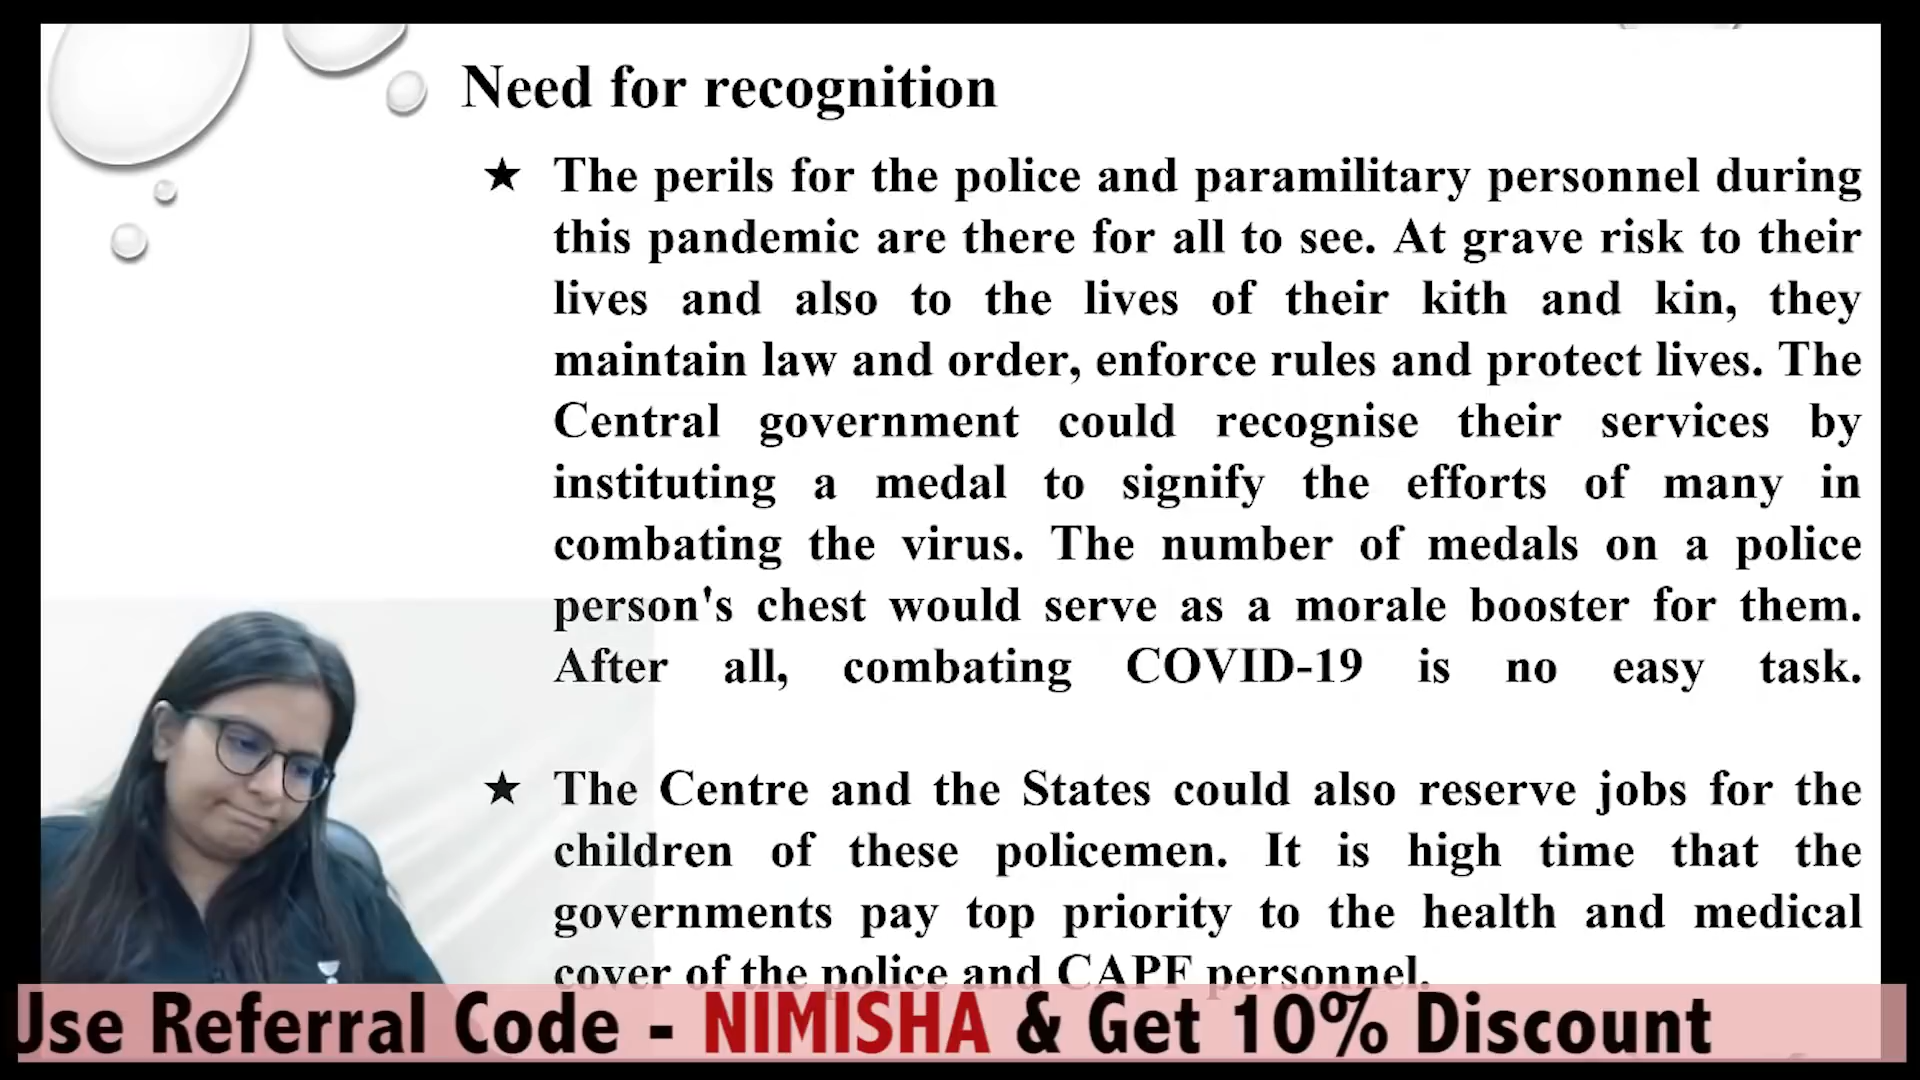 Need for recognition
★ The perils for the police and paramilitary personnel during
this pandemic are there for all to see. At grave risk to their
lives and also to the lives of their kith and kin, they
maintain law and order, enforce rules and protect lives. The
Central government could recognise their services by
instituting a medal to signify the efforts of many in
combating the virus. The number of medals on a police
person's chest would serve as a morale booster for them.
After all, combating COVID-19 is no easy task.
★ The Centre and the States could also reserve jobs for the
children of these policemen. It is high time that the
governments pay top priority to the health and medical
cover of the police and CAPF personnel.
Use Referral Code - NIMISHA & Get 10% Discount